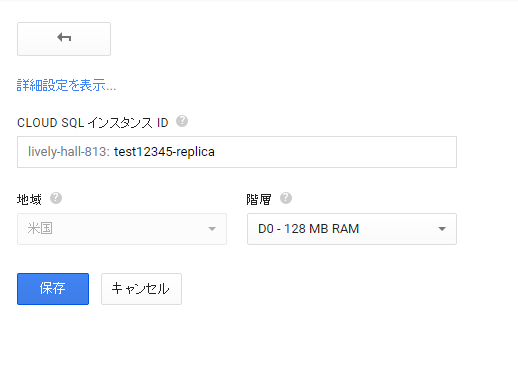 詳細設定を表示...
CLOUD SQL インスタンス ID ?
lively-hall-813: test12345-replica
地域 ? 階層 ?
米国 D0 - 128 MB RAM
保存 キャンセル